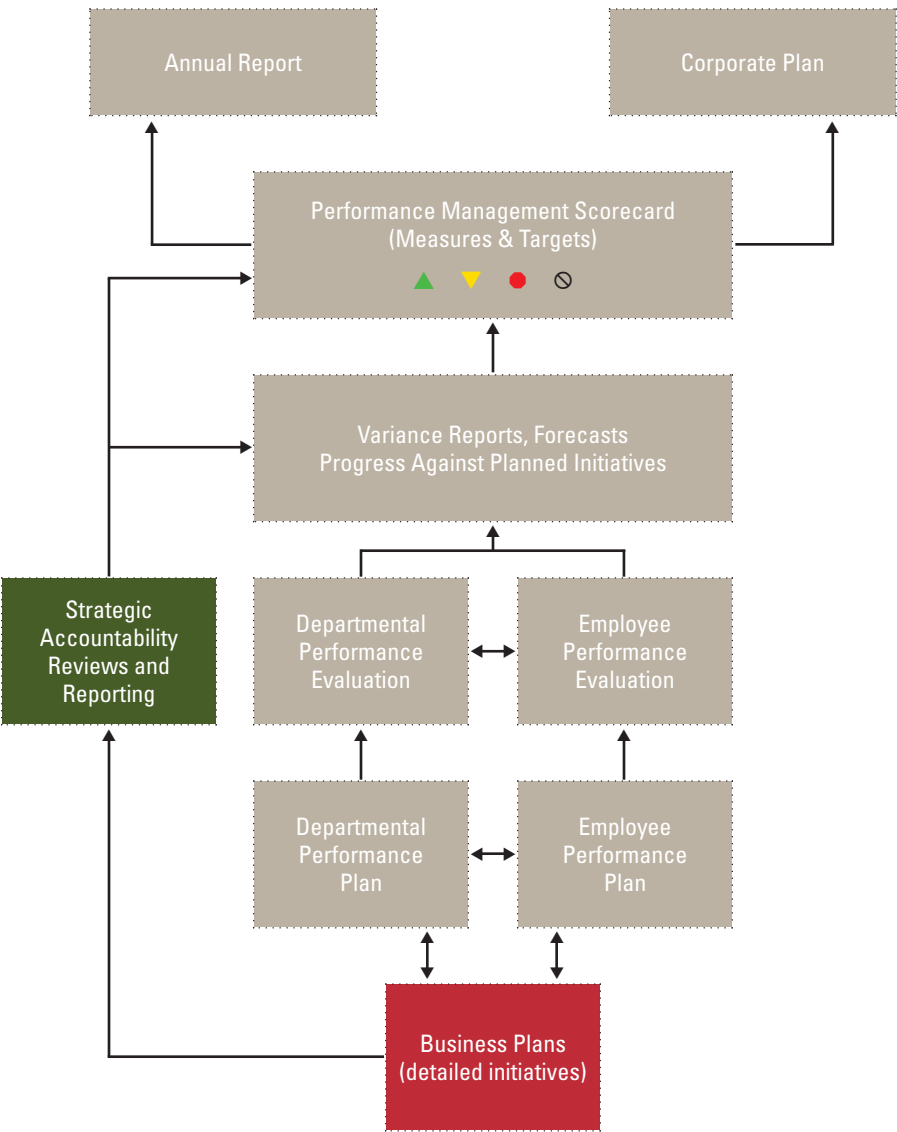 Annual Report
Corporate Plan
Performance Management Scorecard
(Measures & Targets)
Variance Reports, Forecasts
Progress Against Planned Initiatives
Strategic
Accountability
Reviews and
Reporting
Departmental
Performance
Evaluation
Employee
Performance
Evaluation
Departmental
Performance
Plan
Employee
Performance
Plan
Business Plans
(detailed initiatives)